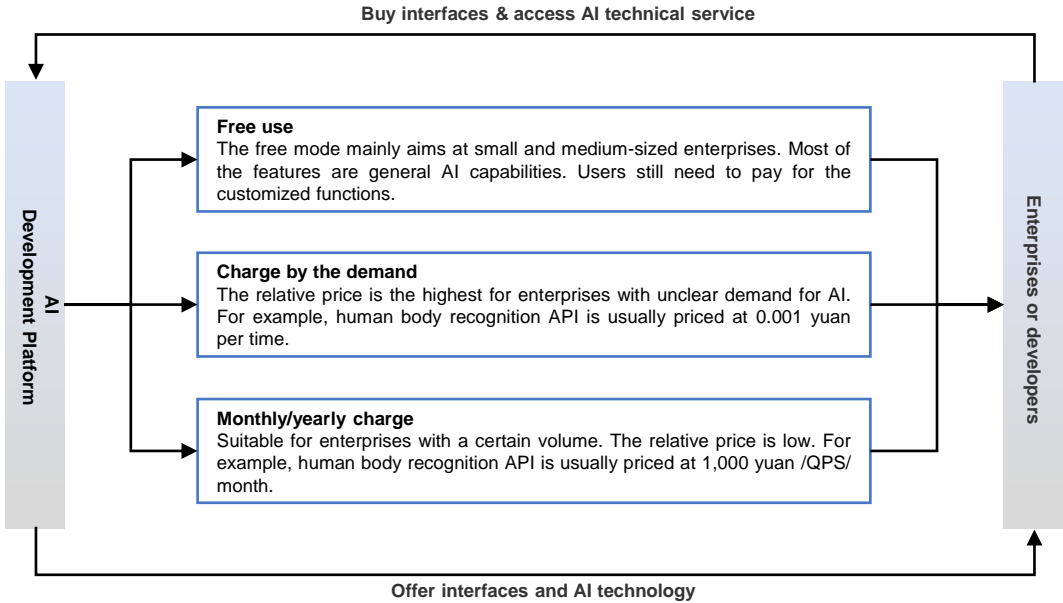 Buy interfaces & access AI technical service
AI
Development Platform
Free use
The free mode mainly aims at small and medium-sized enterprises. Most of
the features are general AI capabilities. Users still need to pay for the
customized functions.
Charge by the demand
The relative price is the highest for enterprises with unclear demand for AI.
For example, human body recognition API is usually priced at 0.001 yuan
per time.
Monthly/yearly charge
Suitable for enterprises with a certain volume. The relative price is low. For
example, human body recognition API is usually priced at 1,000 yuan /QPS/
month.
Enterprises or developers
Offer interfaces and AI technology